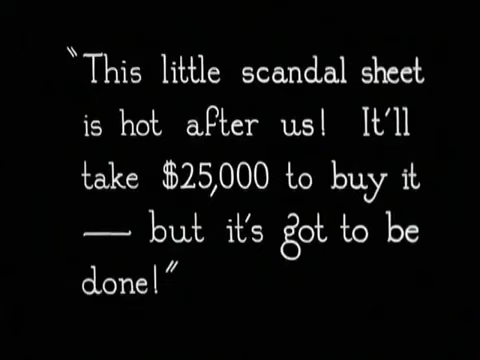 "This little scandal sheet
is hot after us! It'll
take $25,000 to buy it
— but it's got to be
done!"